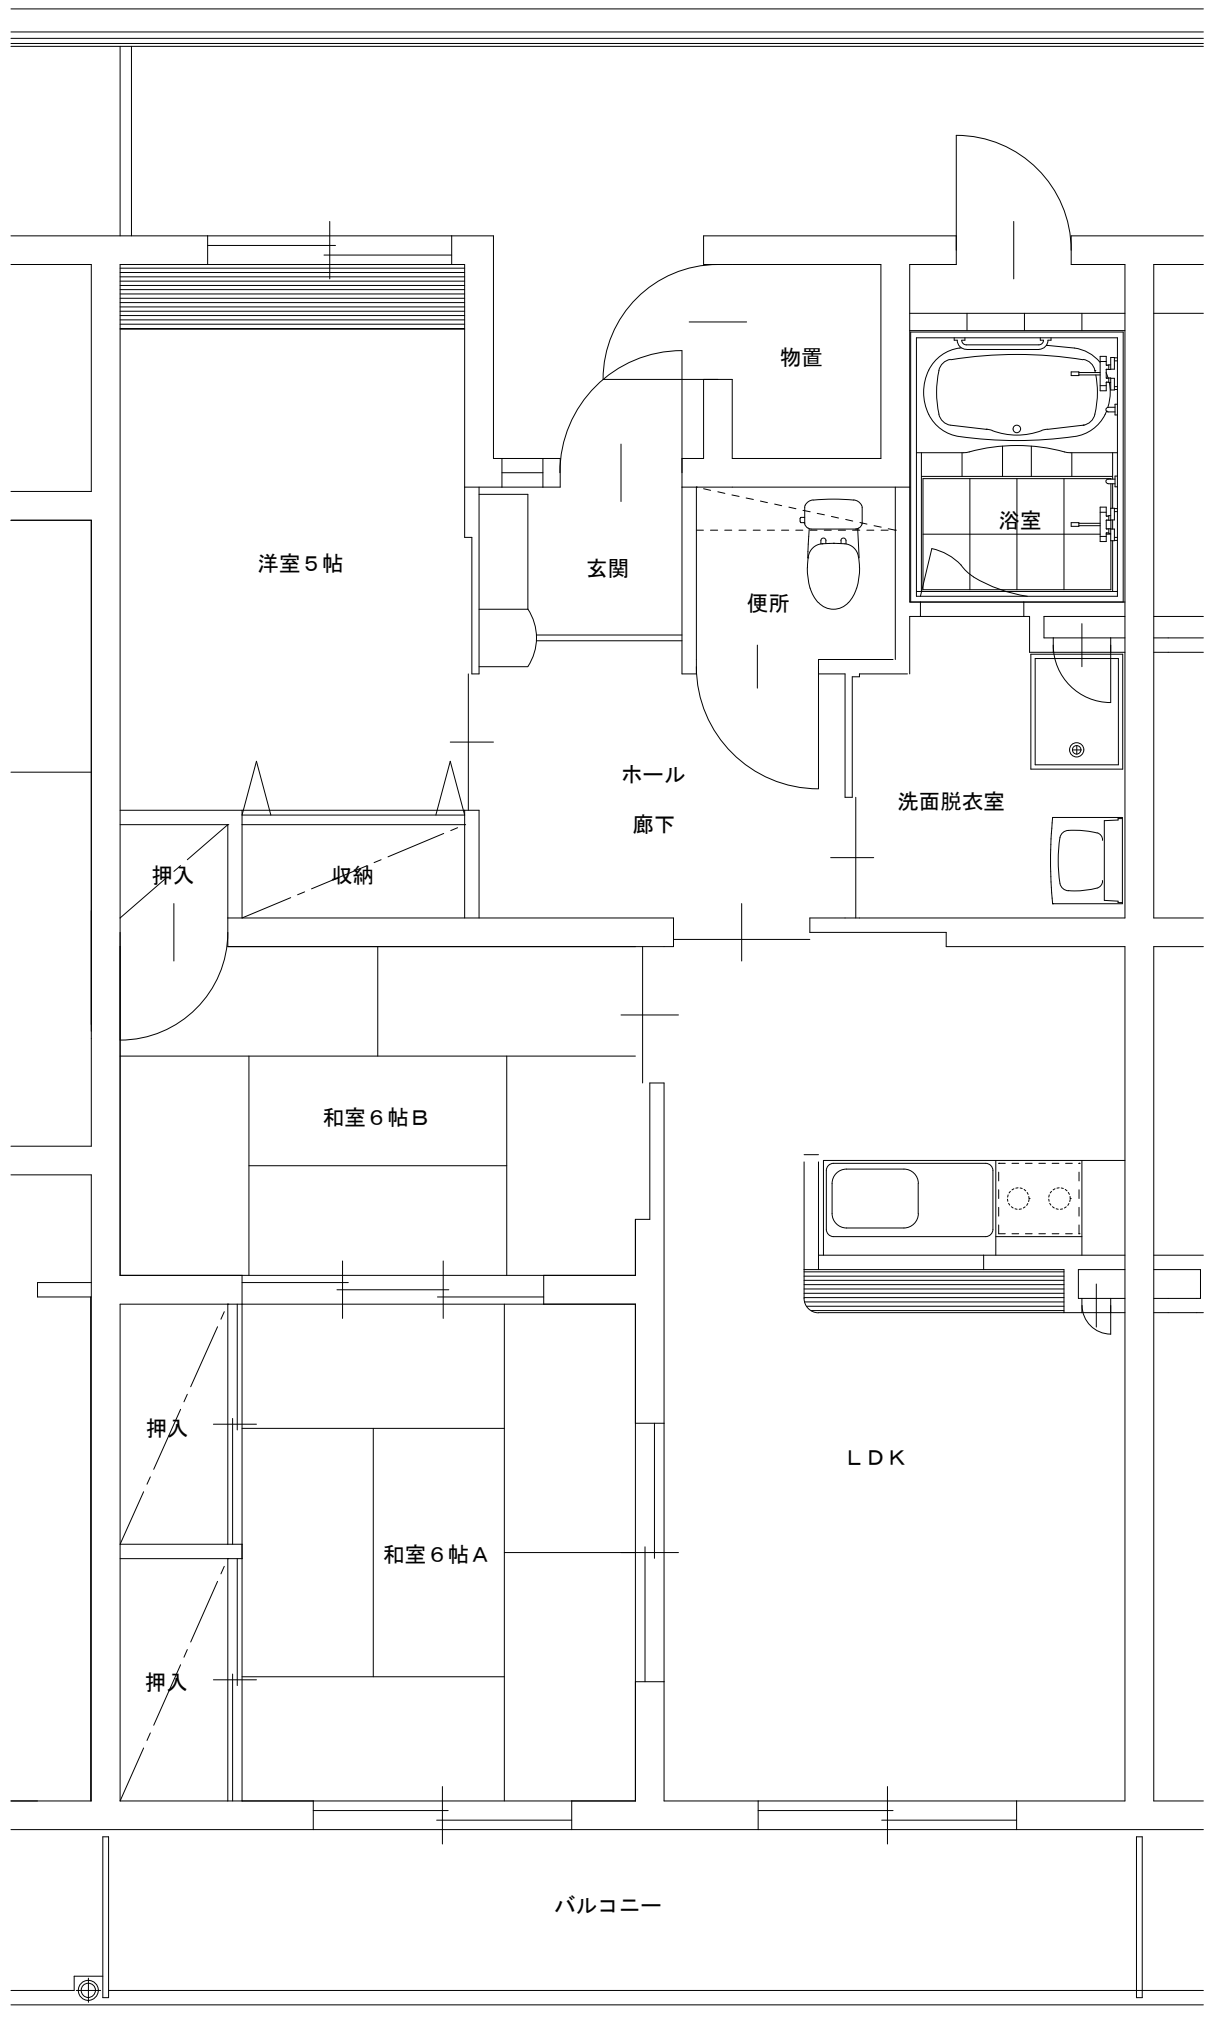 物置
浴室
洋室５帖
玄関
便所
ホール
廊下
洗面脱衣室
押入
収納
和室６帖Ｂ
押入
ＬＤＫ
和室６帖Ａ
押入
バルコニー